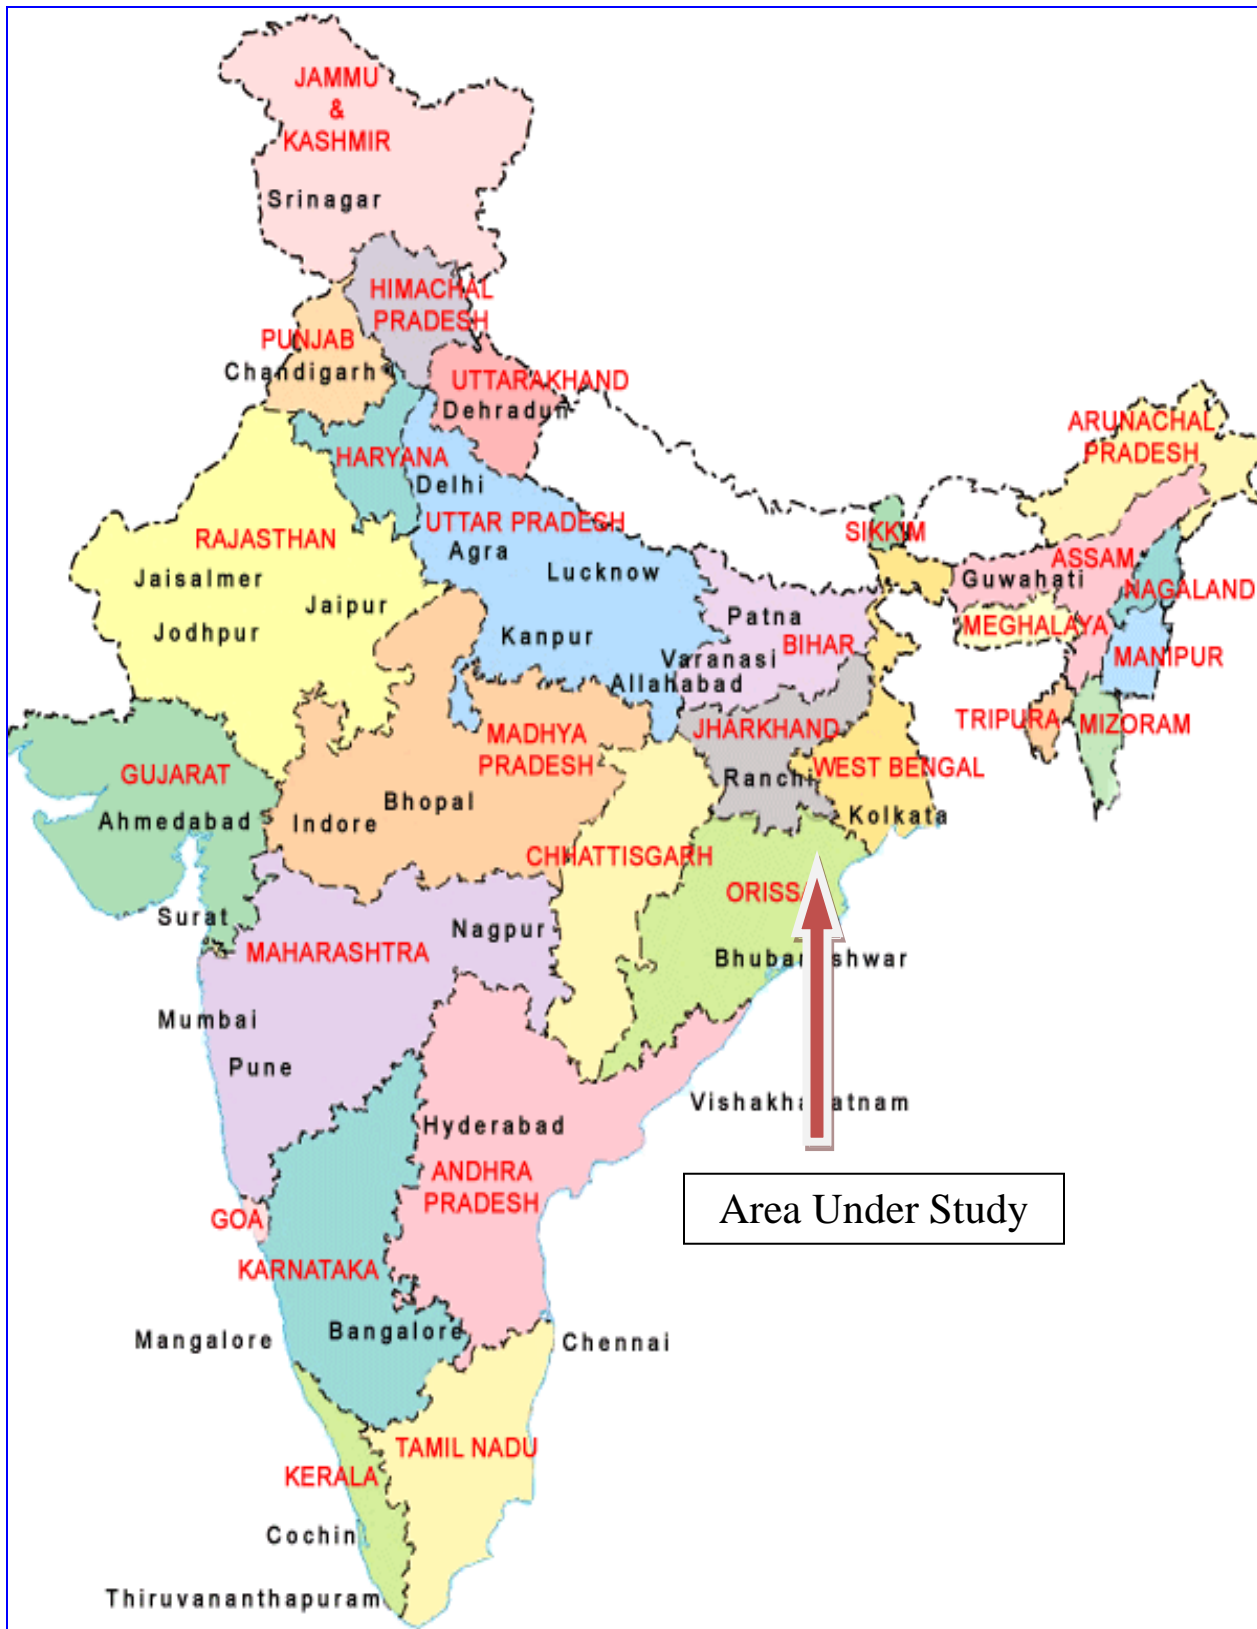 JAMMU
&
KASHMIR
Srinagar
HIMACHAL
PRADESH
PUNJAB
Chandigarh
UTTARAKHAND
Dehradun
HARYANA
Delhi
ARUNACHAL
PRADESH
UTTAR PRADESH
SIKKIM
RAJASTHAN
Agra
Lucknow
ASSAM
Guwahati
NAGALAND
Jaisalmer
Jaipur
Jodhpur
Kanpur
Patna
BIHAR
MEGHALAYA
Varanasi
MANIPUR
Allahabad
MADHYA
PRADESH
JHARKHAND
TRIPURA
MIZORAM
GUJARAT
Ranchi
WEST BENGAL
Bhopal
Ahmedabad
Indore
Kolkata
CHHATTISGARH
ORISSA
Surat
Nagpur
MAHARASHTRA
Mumbai
Pune
Hyderabad
ANDHRA
PRADESH
GOA
Area Under Study
KARNATAKA
Mangalore
Bangalore
Chennai
TAMIL NADU
KERALA
Cochin
Thiruvananthapuram